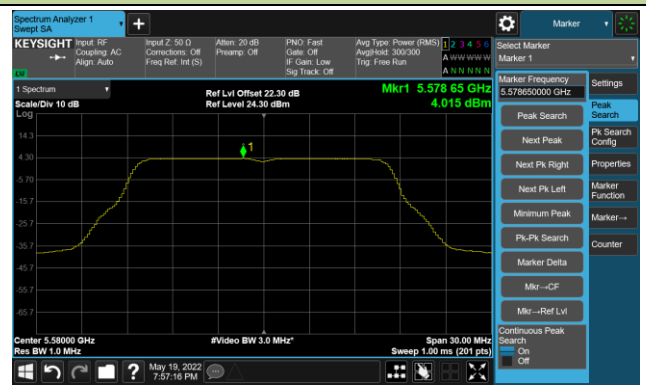 Spectrum Analyzer 1
Swept SA
Marker
KEYSIGHT
Input: RF
Coupling: AC
Align: Auto
Input Z: 50 Ω
Corrections: Off
Freq Ref: Int (S)
Atten: 20 dB
Preamp: Off
PNO: Fast
Gate: Off
IF Gain: Low
Sig Track: Off
Avg Type: Power (RMS)
Avg|Hold: 300/300
Trig: Free Run
1 2 3 4 5 6
A W W W W W
A N N N N N
LXI
Select Marker
Marker 1
1 Spectrum
Scale/Div 10 dB
Log
Ref Lvl Offset 22.30 dB
Ref Level 24.30 dBm
Mkr1 5.578 65 GHz
4.015 dBm
1
14.3
4.30
-5.70
-15.7
-25.7
-35.7
-45.7
-55.7
-65.7
Center 5.58000 GHz
Res BW 1.0 MHz
#Video BW 3.0 MHz*
Span 30.00 MHz
Sweep 1.00 ms (201 pts)
Marker Frequency
5.578650000 GHz
Peak Search
Next Peak
Next Pk Right
Next Pk Left
Minimum Peak
Pk-Pk Search
Marker Delta
Mkr→CF
Mkr→Ref Lvl
Continuous Peak
Search
On
Off
Settings
Peak
Search
Pk Search
Config
Properties
Marker
Function
Marker→
Counter
May 19, 2022
7:57:16 PM